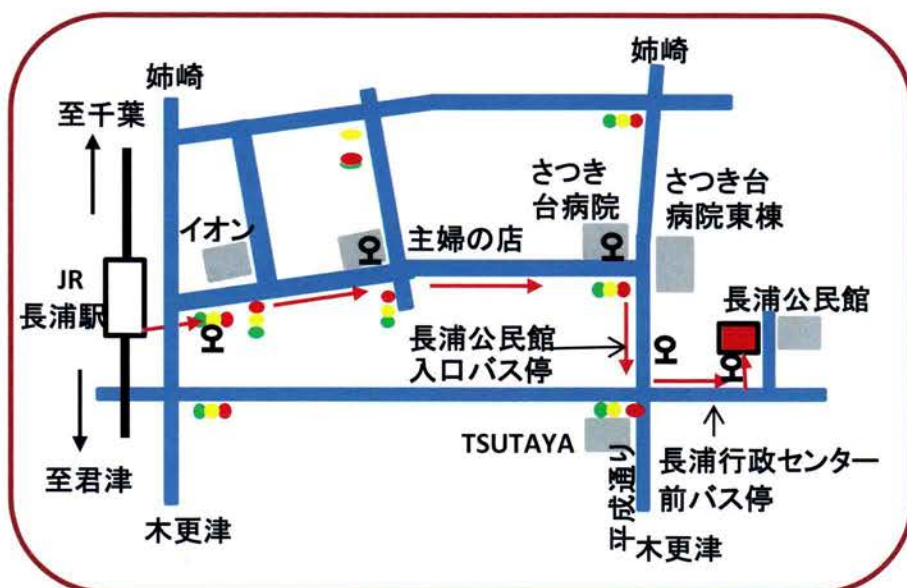 姉崎
姉崎
至千葉
さつき
台病院
さつき台
病院東棟
イオン
主婦の店
JR
長浦駅
長浦公民館
長浦公民館
入口バス停
TSUTAYA
平成通り
長浦行政センター
前バス停
至君津
木更津
木更津